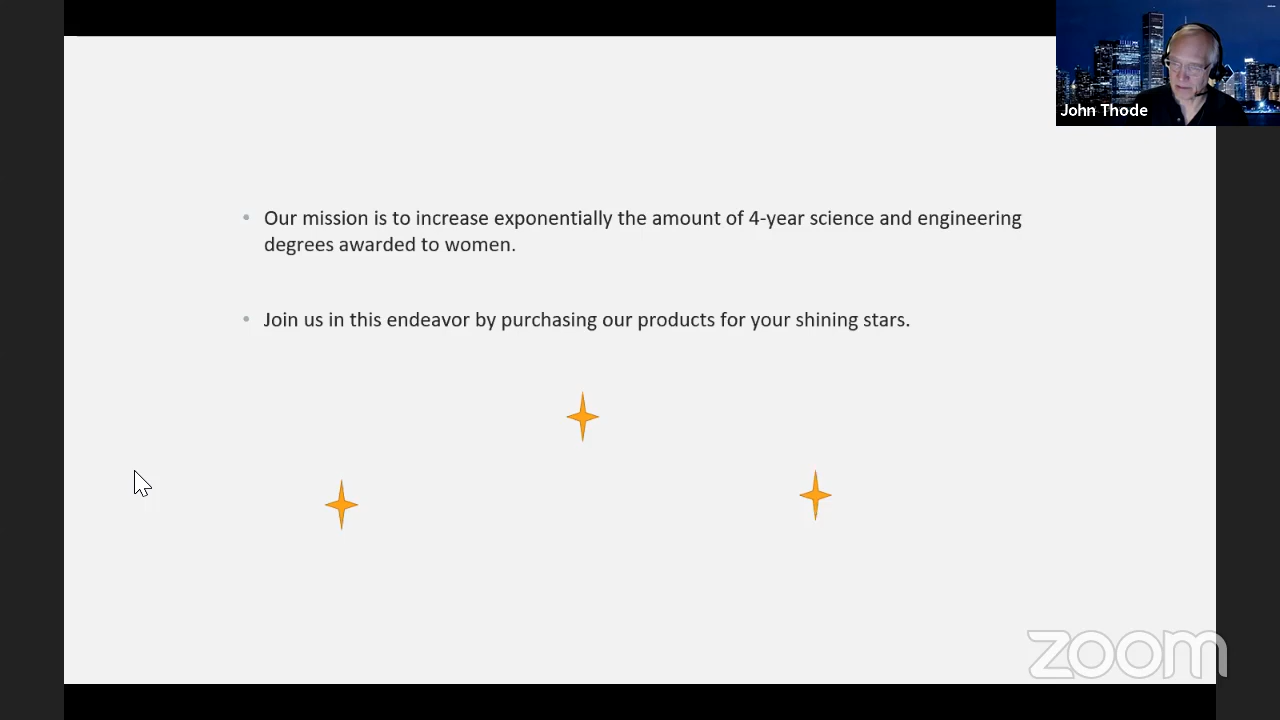 John Thode
• Our mission is to increase exponentially the amount of 4-year science and engineering
degrees awarded to women.
• Join us in this endeavor by purchasing our products for your shining stars.
zoom